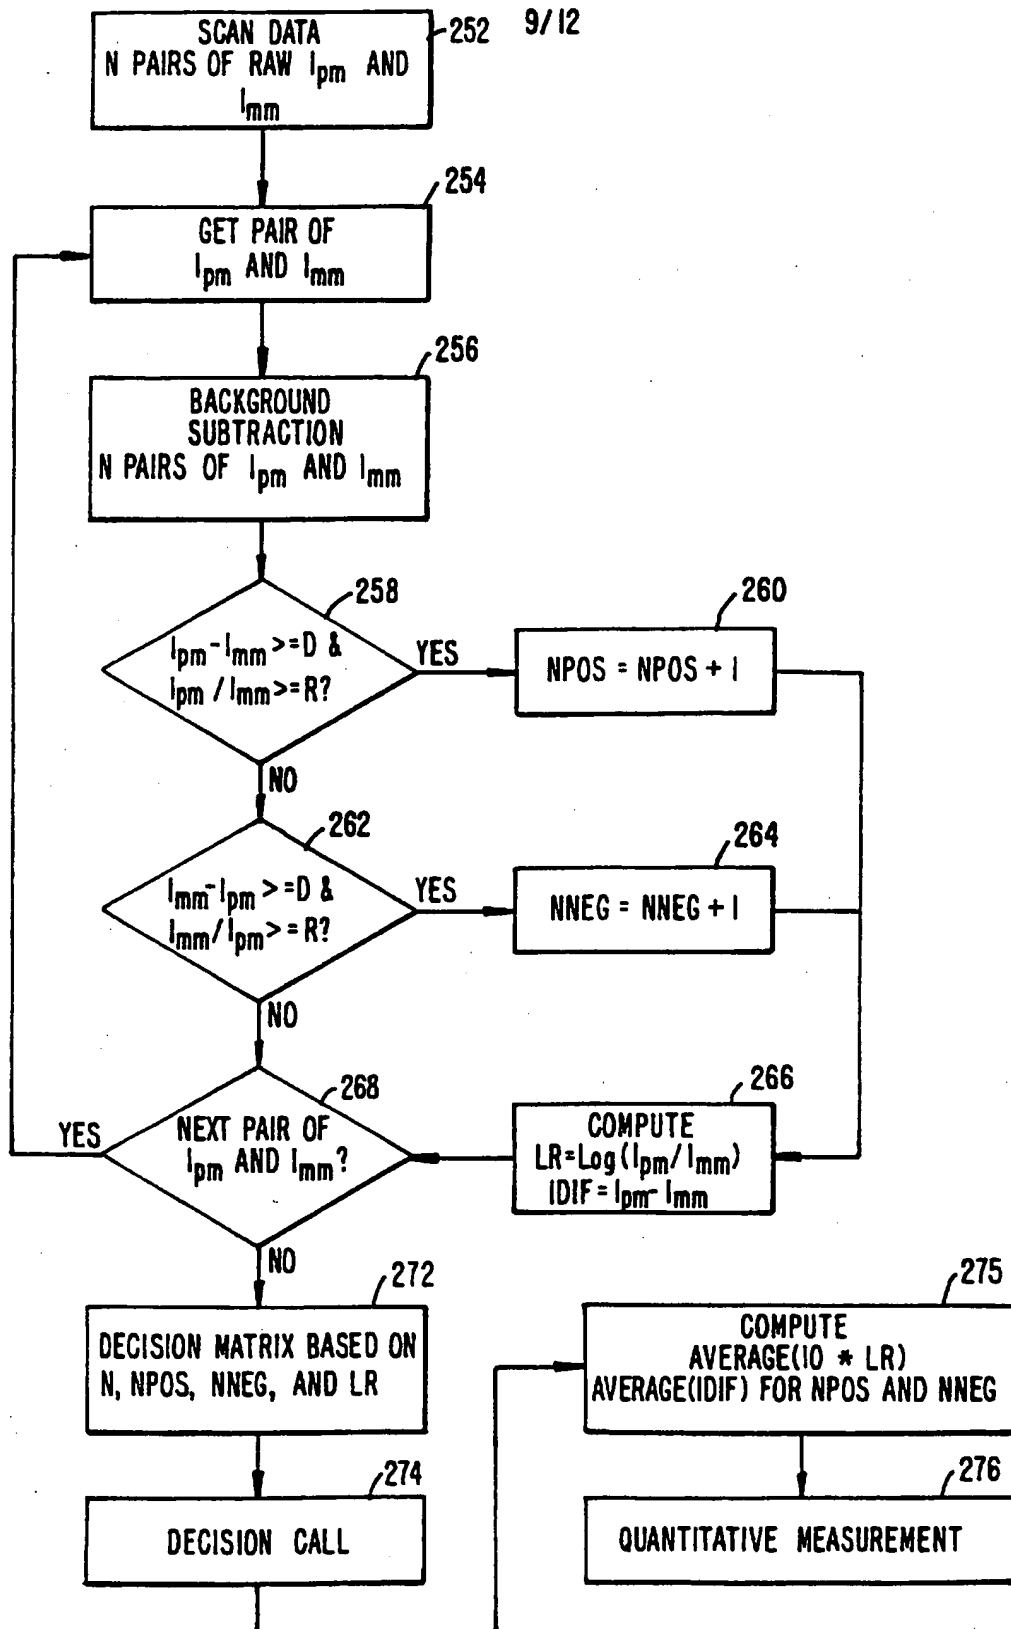 9/12
252
SCAN DATA
N PAIRS OF RAW Ipm AND
Imm
254
GET PAIR OF
Ipm AND Imm
256
BACKGROUND
SUBTRACTION
N PAIRS OF Ipm AND Imm
258
Ipm-Imm>=D &
Ipm/Imm>=R?
YES
260
NPOS = NPOS + 1
NO
262
Imm-Ipm>=D &
Imm/Ipm>=R?
YES
264
NNEG = NNEG + 1
NO
268
NEXT PAIR OF
Ipm AND Imm?
YES
266
COMPUTE
LR=Log(Ipm/Imm)
IDIF=Ipm-Imm
NO
272
DECISION MATRIX BASED ON
N, NPOS, NNEG, AND LR
274
DECISION CALL
275
COMPUTE
AVERAGE(10 * LR)
AVERAGE(IDIF) FOR NPOS AND NNEG
276
QUANTITATIVE MEASUREMENT